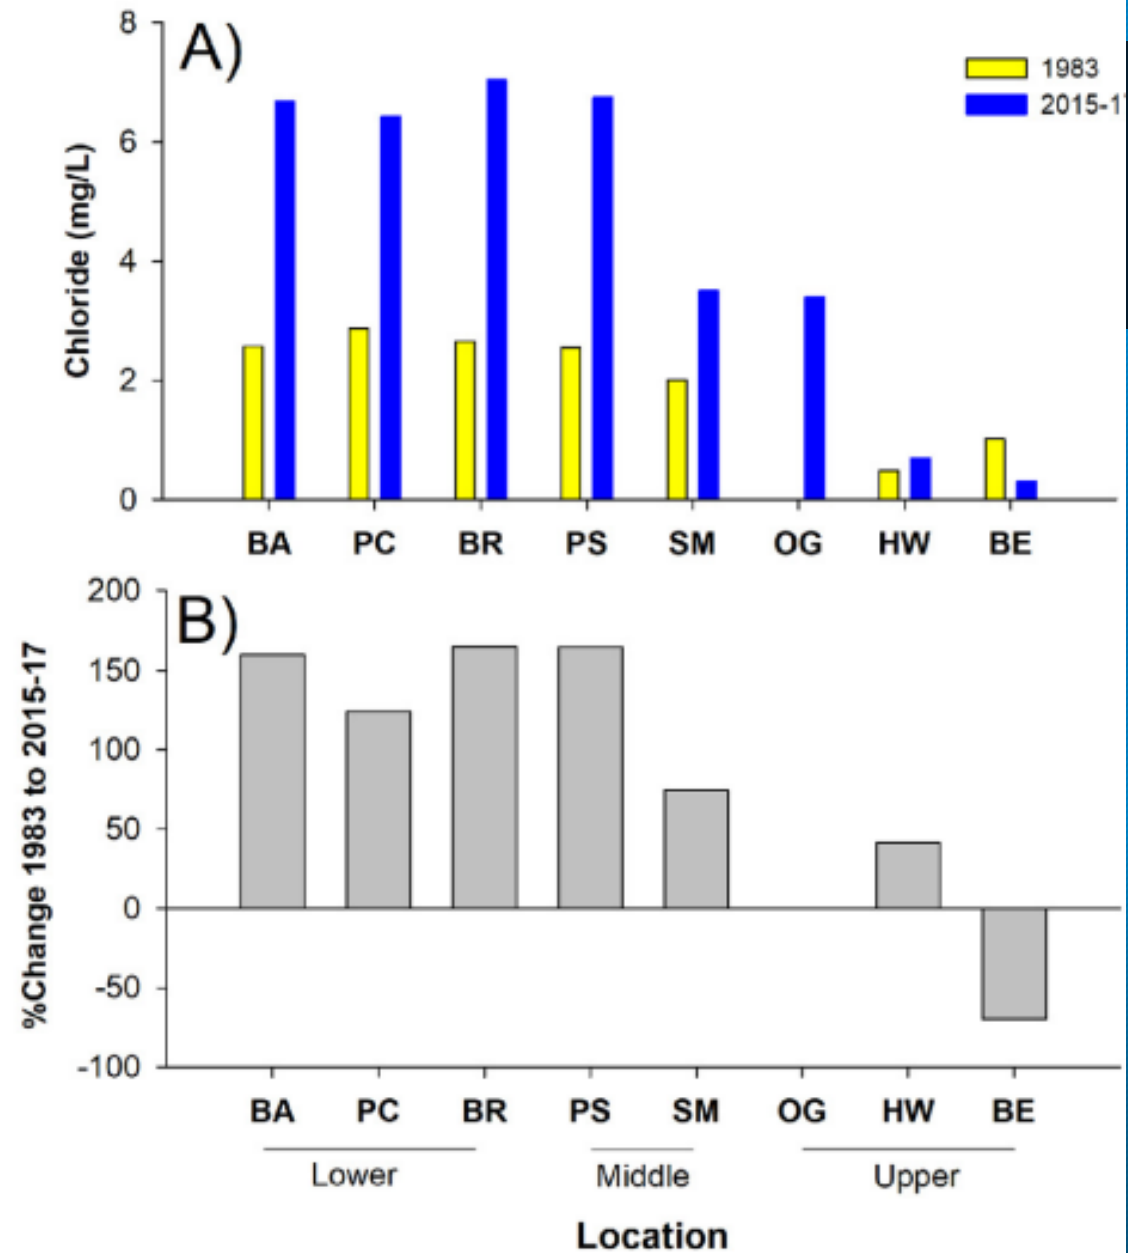 A)
1983
2015-1
Chloride (mg/L)
8
6
4
2
0
BA PC BR PS SM OG HW BE
B)
%Change 1983 to 2015-17
200
150
100
50
0
-50
-100
BA PC BR PS SM OG HW BE
Lower Middle Upper
Location